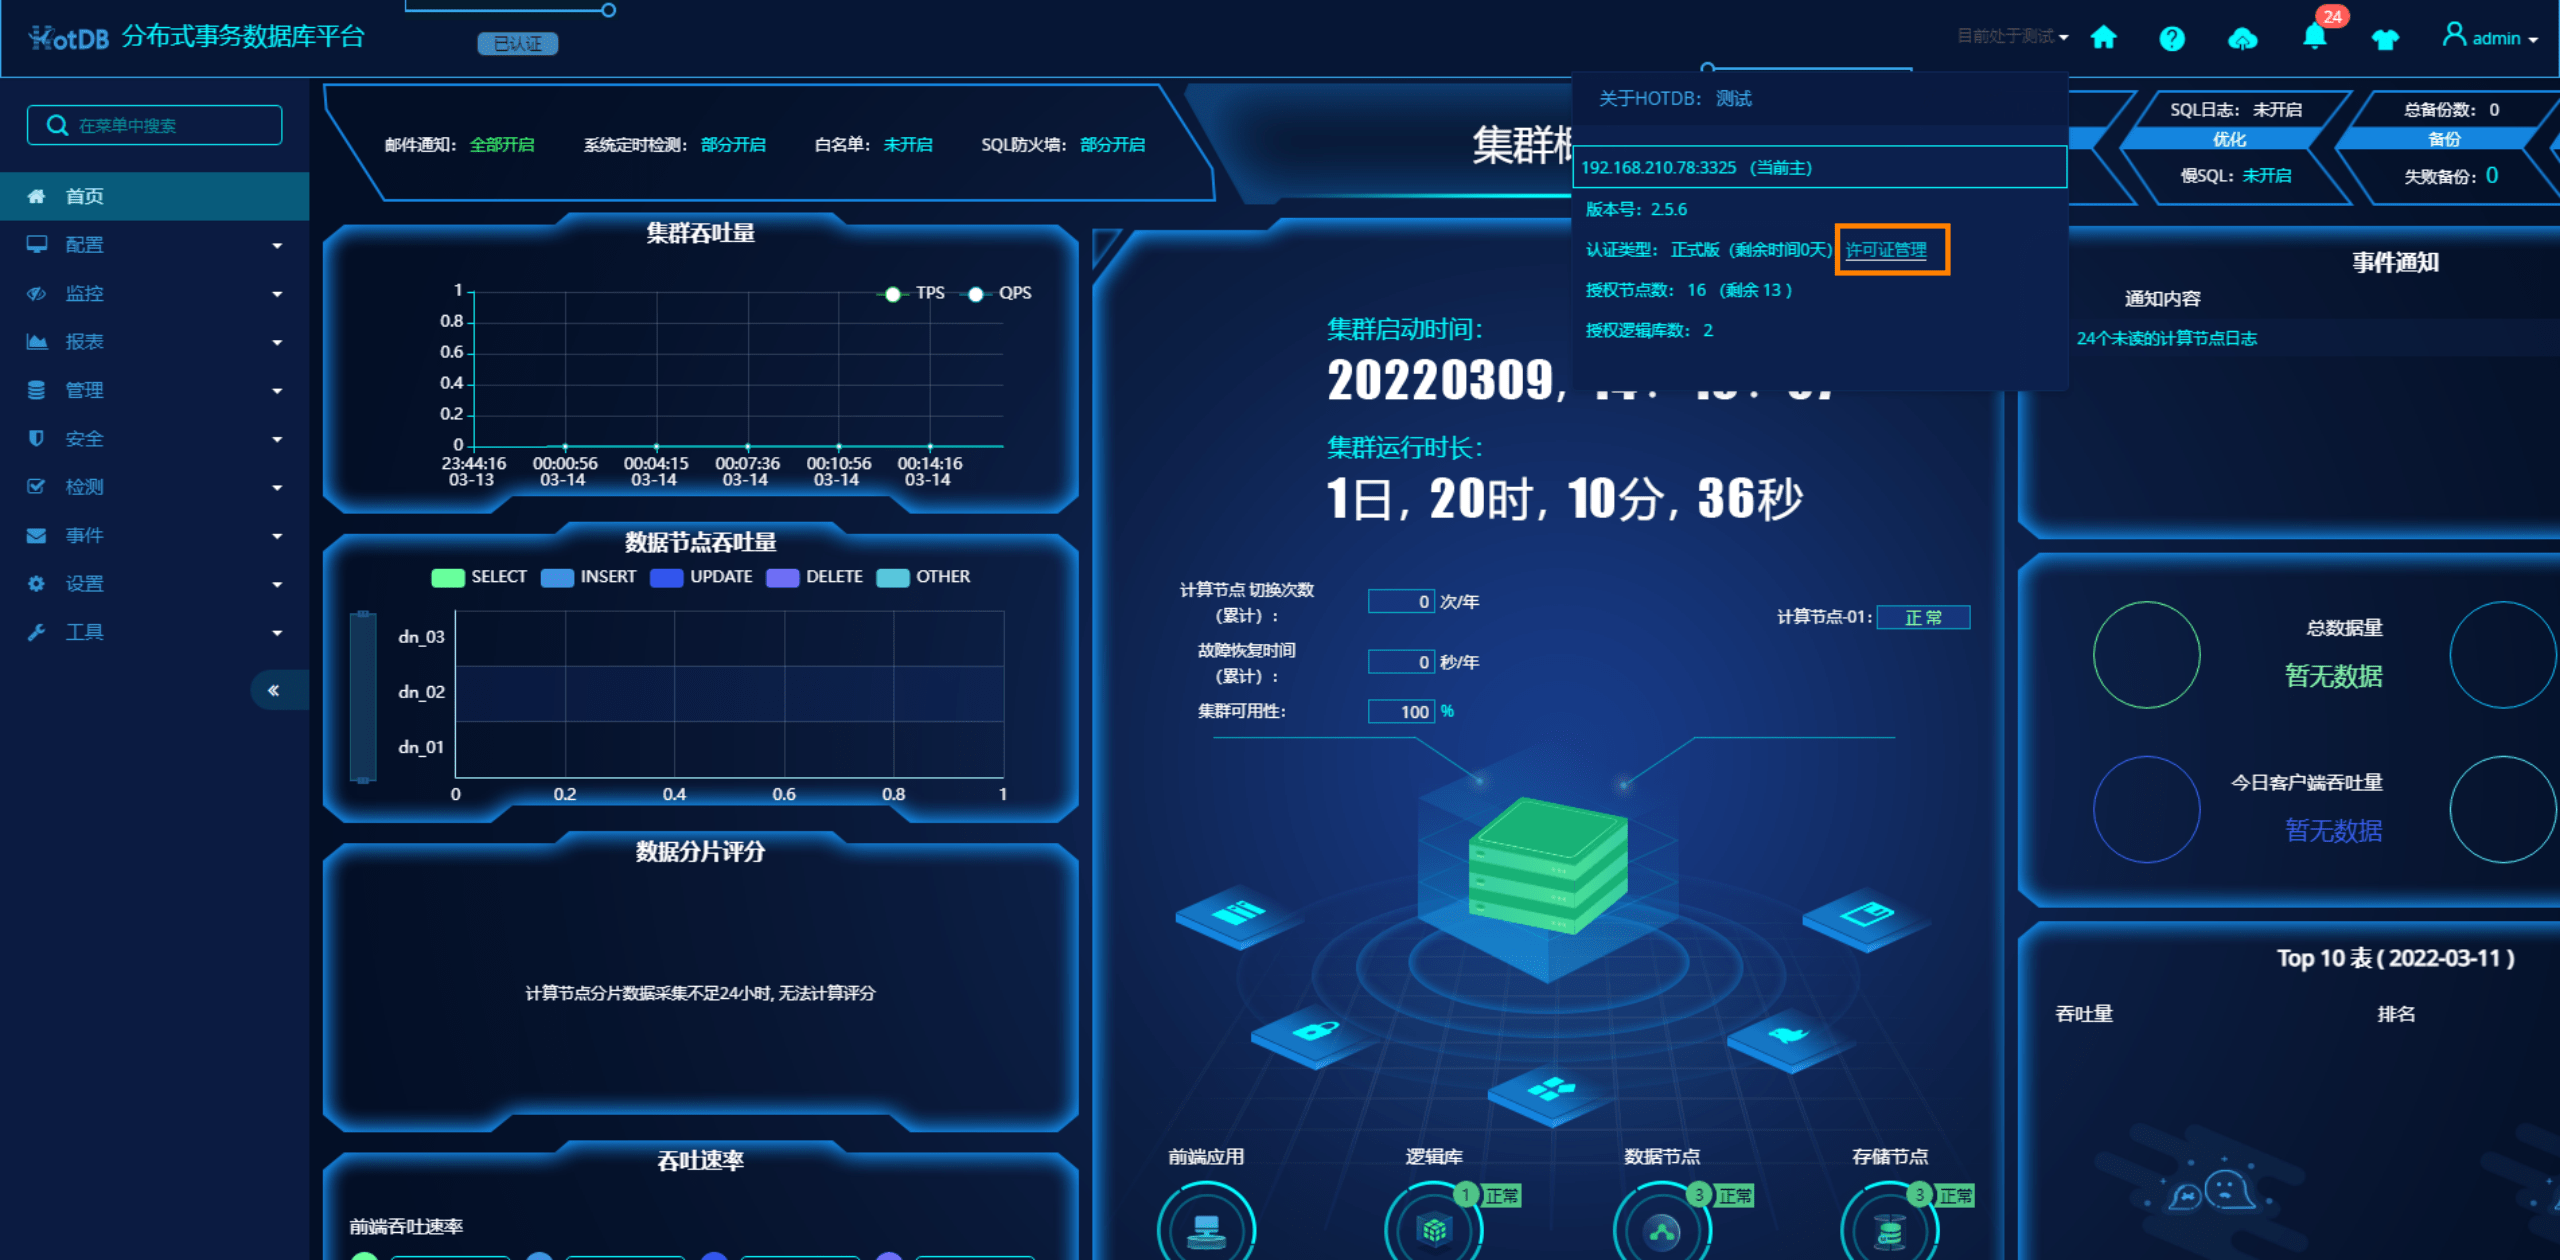 HotDB 分布式事务数据库平台
已认证
目前处于测试
24
admin
在菜单中搜索
首页
配置
监控
报表
管理
安全
检测
事件
设置
工具
邮件通知: 全部开启
系统定时检测: 部分开启
白名单: 未开启
SQL防火墙: 部分开启
集群
关于HOTDB: 测试
192.168.210.78:3325 (当前主)
版本号: 2.5.6
认证类型: 正式版 (剩余时间0天) 许可证管理
授权节点数: 16 (剩余 13 )
授权逻辑库数: 2
SQL日志: 未开启
优化
慢SQL: 未开启
总备份数: 0
备份
失败备份: 0
集群吞吐量
TPS QPS
1
0.8
0.6
0.4
0.2
0
23:44:16 00:00:56 00:04:15 00:07:36 00:10:56 00:14:16
03-13 03-14 03-14 03-14 03-14 03-14
数据节点吞吐量
SELECT INSERT UPDATE DELETE OTHER
dn_03
dn_02
dn_01
0 0.2 0.4 0.6 0.8 1
数据分片评分
计算节点分片数据采集不足24小时, 无法计算评分
吞吐速率
前端吞吐速率
集群启动时间:
20220309,
集群运行时长:
1日, 20时, 10分, 36秒
计算节点 切换次数
(累计) :
0 次/年
故障恢复时间
(累计) :
0 秒/年
集群可用性:
100 %
计算节点-01: 正常
前端应用
逻辑库
1 正常
数据节点
3 正常
存储节点
3 正常
事件通知
通知内容
24个未读的计算节点日志
总数据量
暂无数据
今日客户端吞吐量
暂无数据
Top 10 表 ( 2022-03-11 )
吞吐量 排名